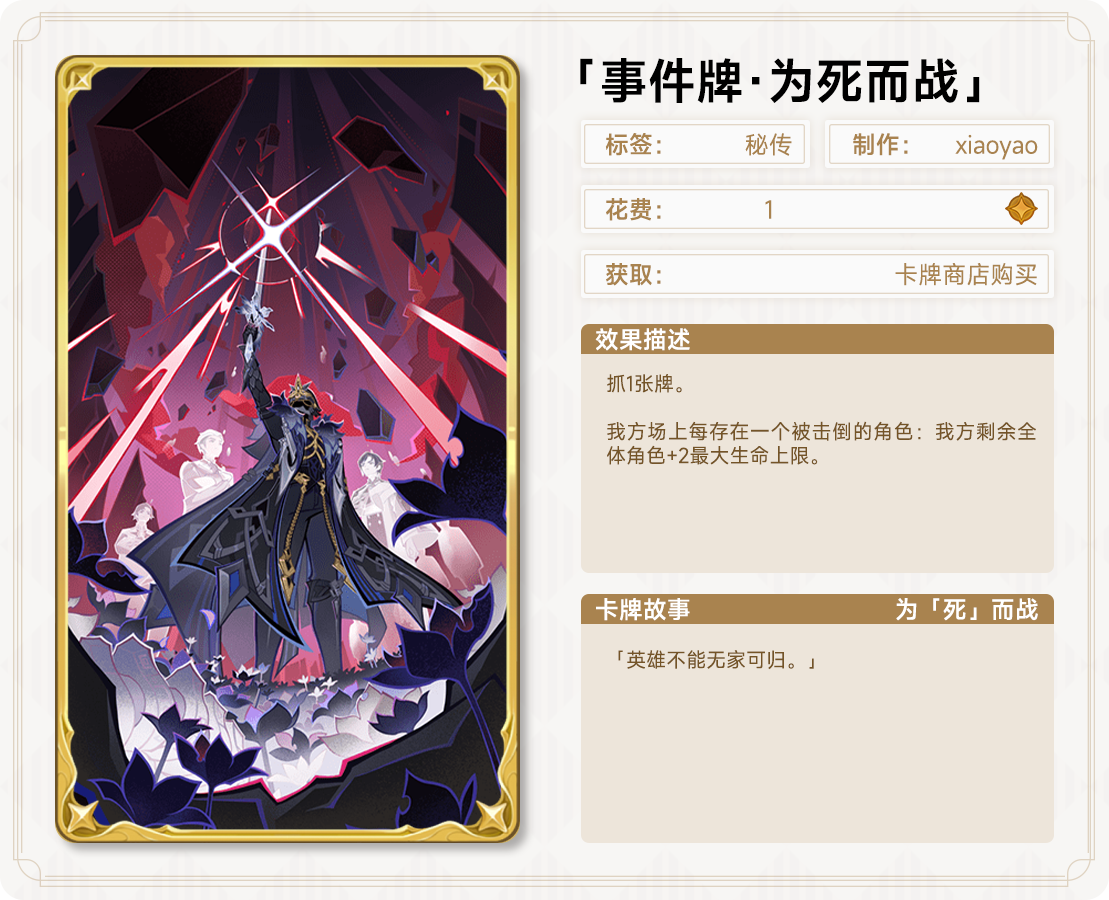 「事件牌·为死而战」
标签： 秘传
制作： xiaoyao
花费： 1
获取： 卡牌商店购买
效果描述
抓1张牌。
我方场上每存在一个被击倒的角色：我方剩余全
体角色+2最大生命上限。
卡牌故事 为「死」而战
「英雄不能无家可归。」